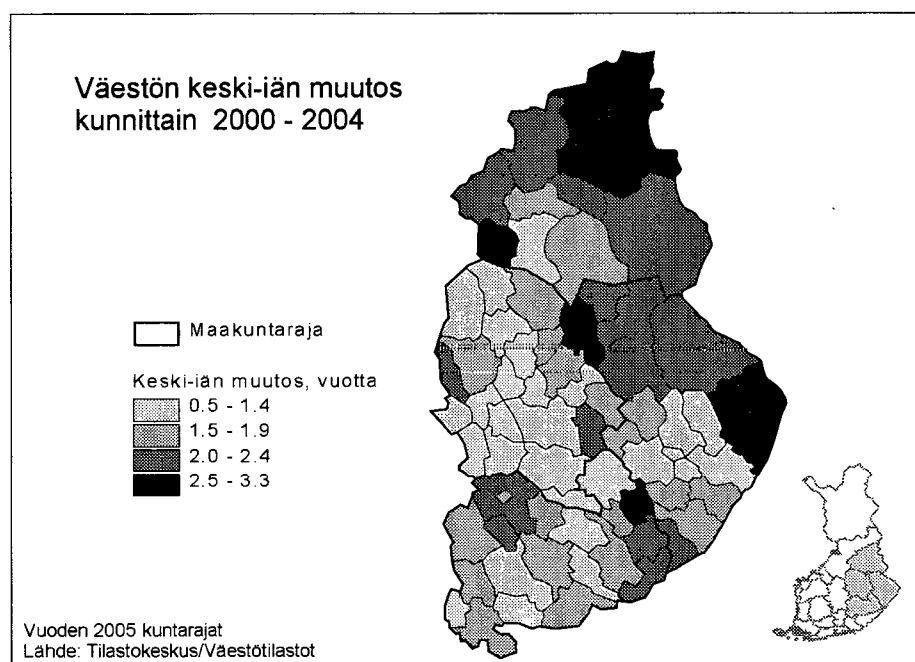 Väestön keski-iän muutos
kunnittain 2000 - 2004
Maakuntaraja
Keski-iän muutos, vuotta
0.5 - 1.4
1.5 - 1.9
2.0 - 2.4
2.5 - 3.3
Vuoden 2005 kuntarajat
Lähde: Tilastokeskus/Väestötilastot